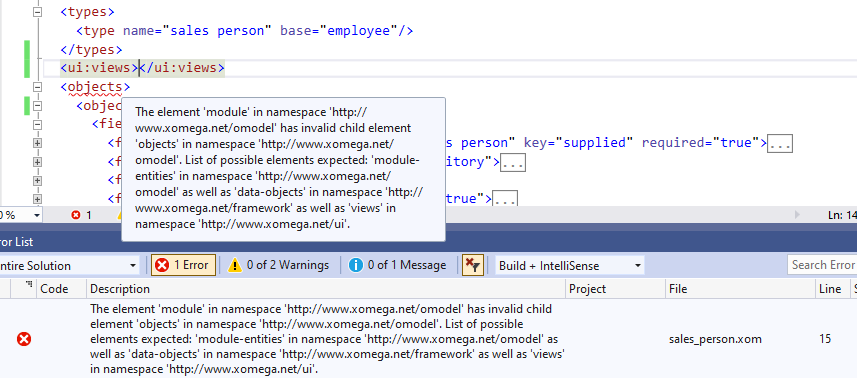 <types>
<type name="sales person" base="employee"/>
</types>
<ui:views></ui:views>
<objects>
<objec
<fiel
<f s person" key="supplied" required="true">...
<f itory">...
<f
<f true">...
The element 'module' in namespace 'http://
www.xomega.net/omodel' has invalid child element
'objects' in namespace 'http://www.xomega.net/
omodel'. List of possible elements expected: 'module-
entities' in namespace 'http://www.xomega.net/
omodel' as well as 'data-objects' in namespace 'http://
www.xomega.net/framework' as well as 'views' in
namespace 'http://www.xomega.net/ui'.
0 % 1 Ln: 14
ror List
ntire Solution 1 Error 0 of 2 Warnings 0 of 1 Message Build + IntelliSense Search Error
Code Description Project File Line S
The element 'module' in namespace 'http://www.xomega.net/omodel' has invalid child
element 'objects' in namespace 'http://www.xomega.net/omodel'. List of possible
elements expected: 'module-entities' in namespace 'http://www.xomega.net/omodel' as sales_person.xom 15
well as 'data-objects' in namespace 'http://www.xomega.net/framework' as well as 'views'
in namespace 'http://www.xomega.net/ui'.